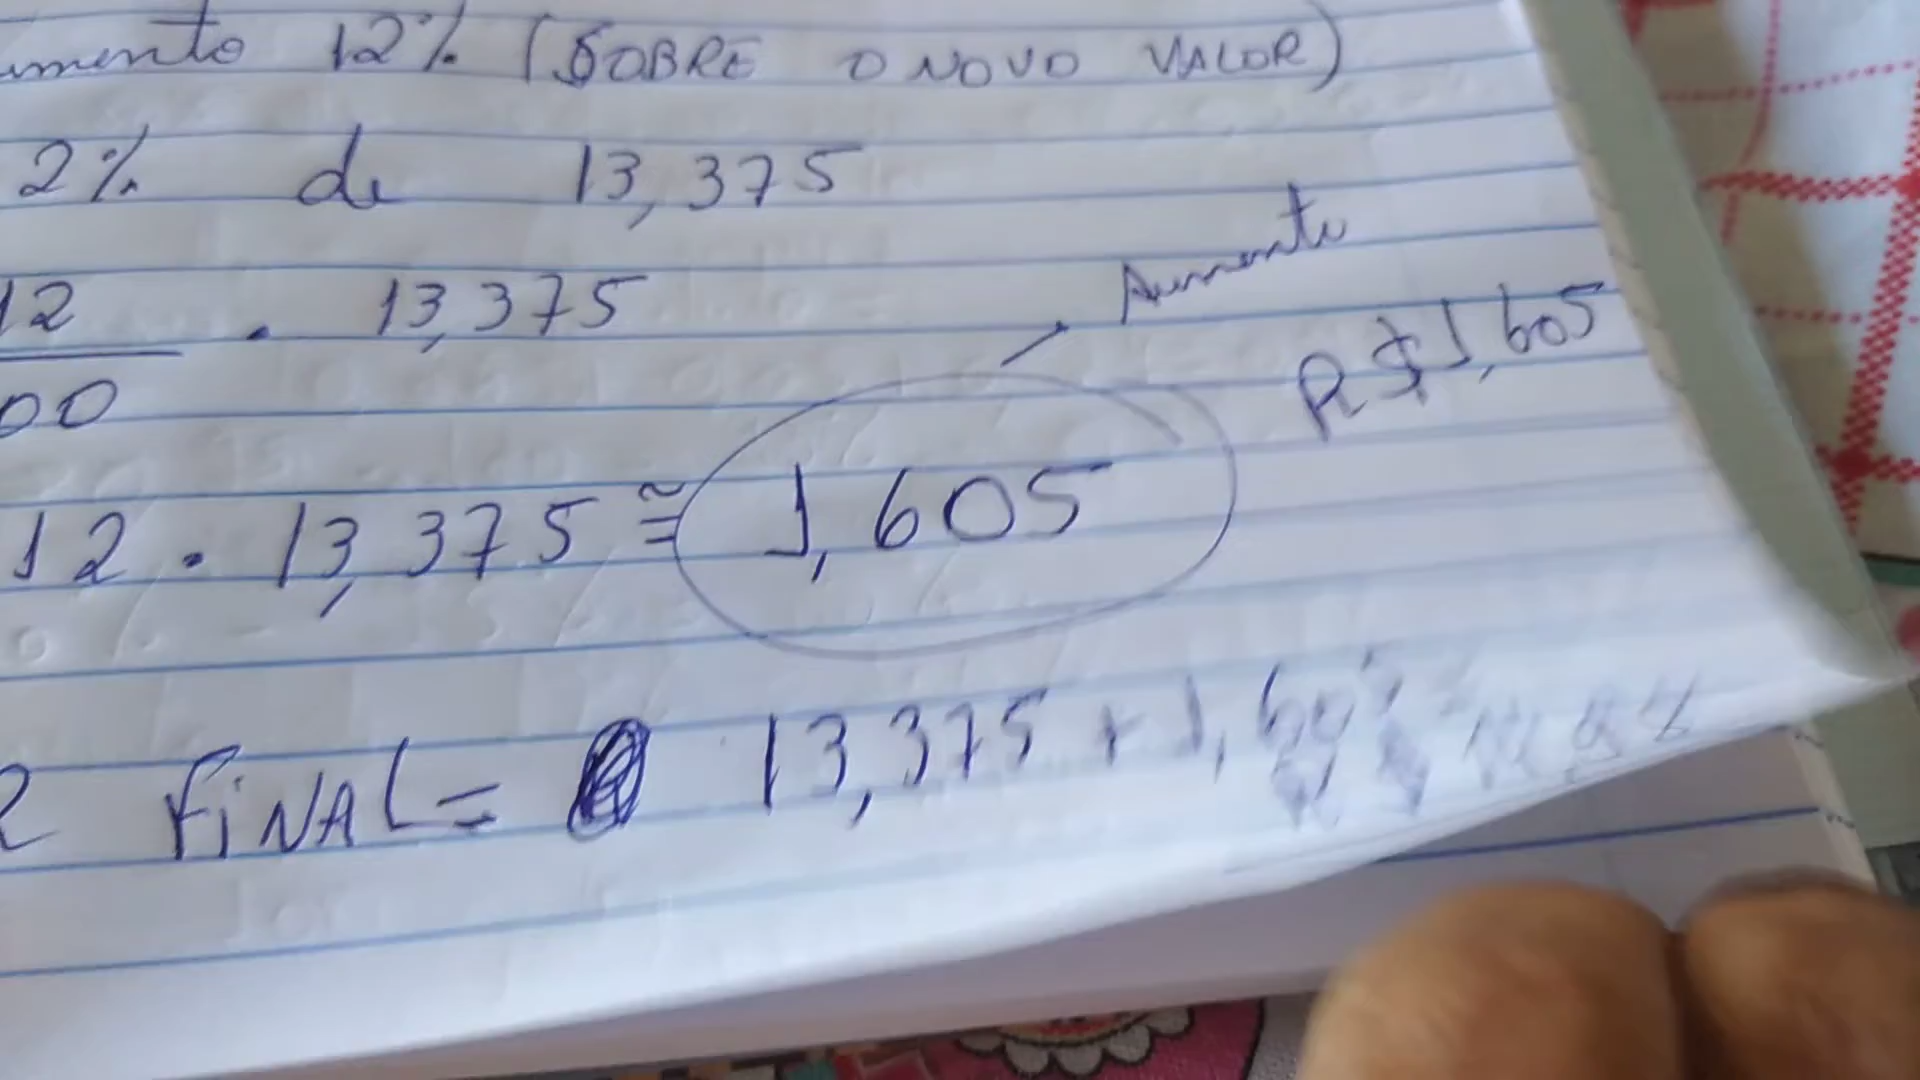 umento 12% (SOBRE O NOVO VALOR)
2% de 13,375
Aumento
12 . 13,375
R$ 1,605
00
12 . 13,375 ≅ 1,605
R FINAL = 13,375 + 1,605